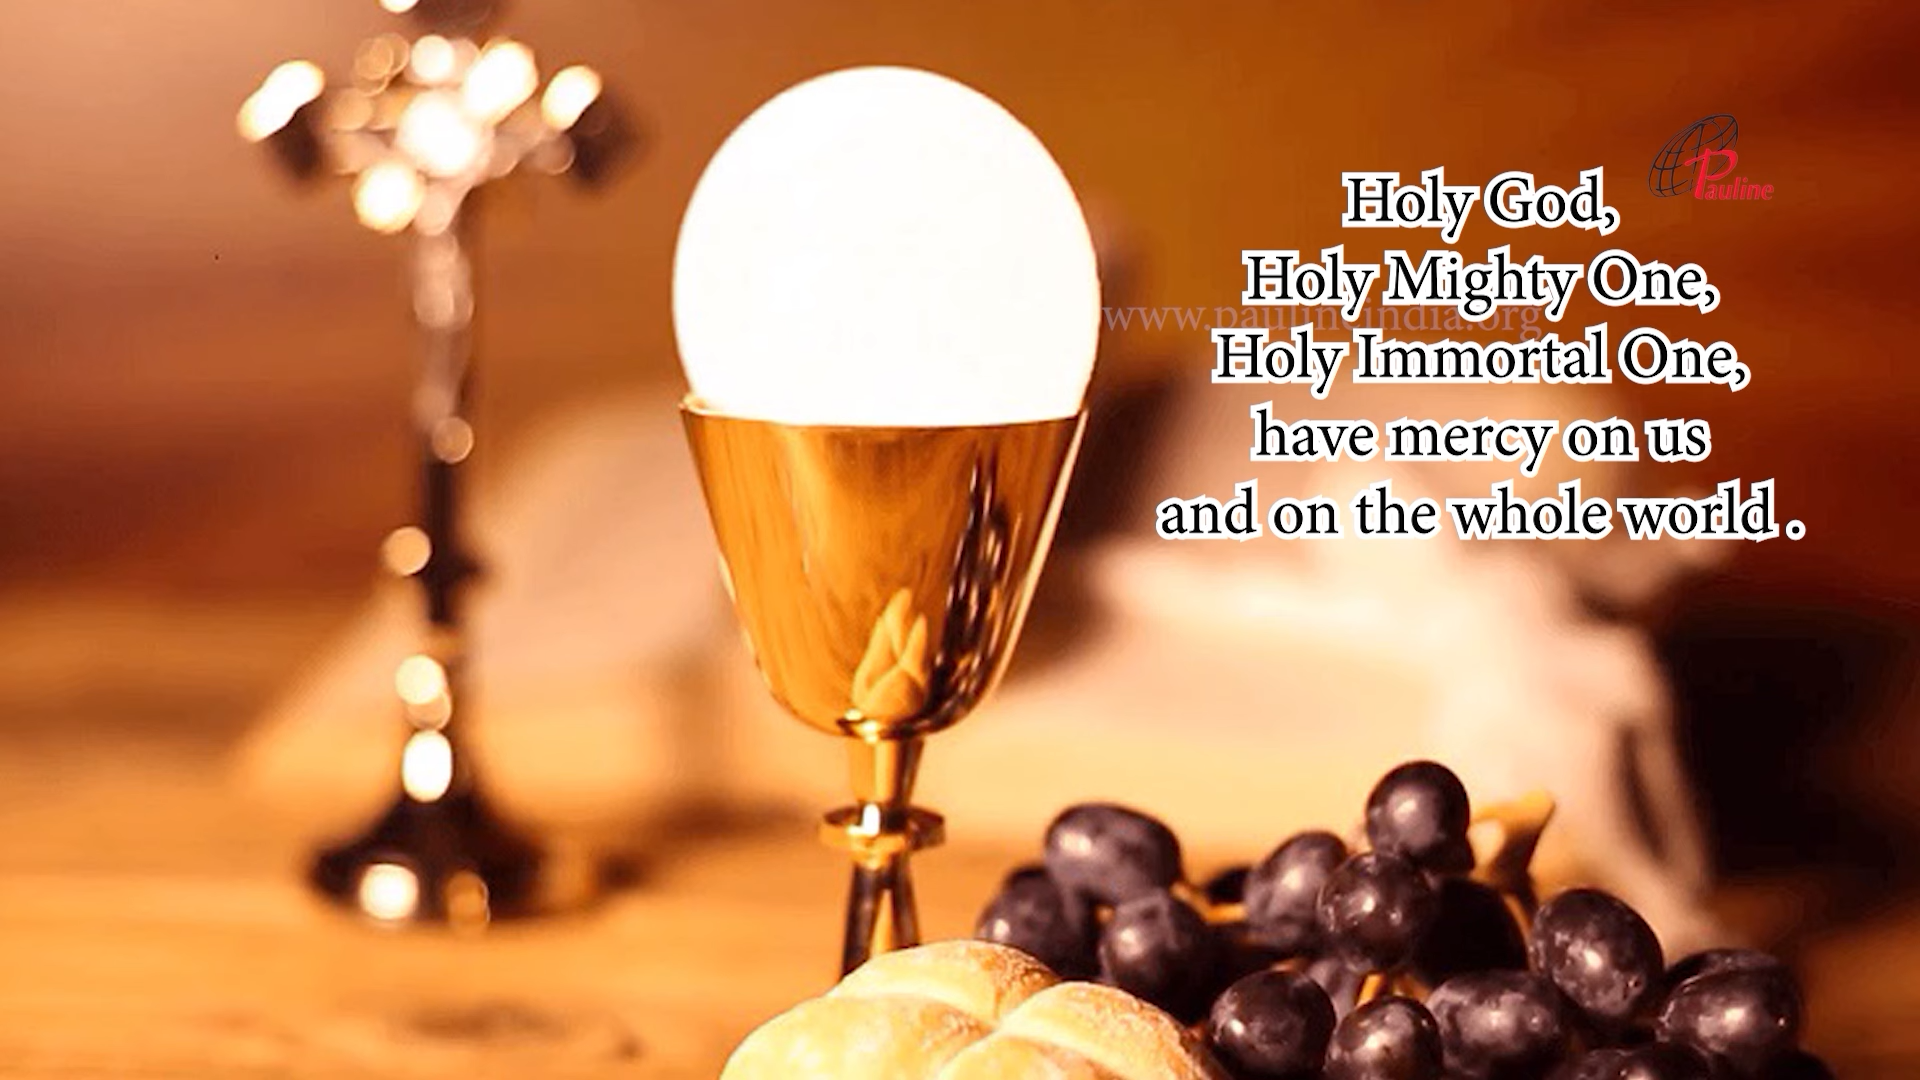 Pauline
Holy God,
Holy Mighty One,
www.paulineindia.org
Holy Immortal One,
have mercy on us
and on the whole world .